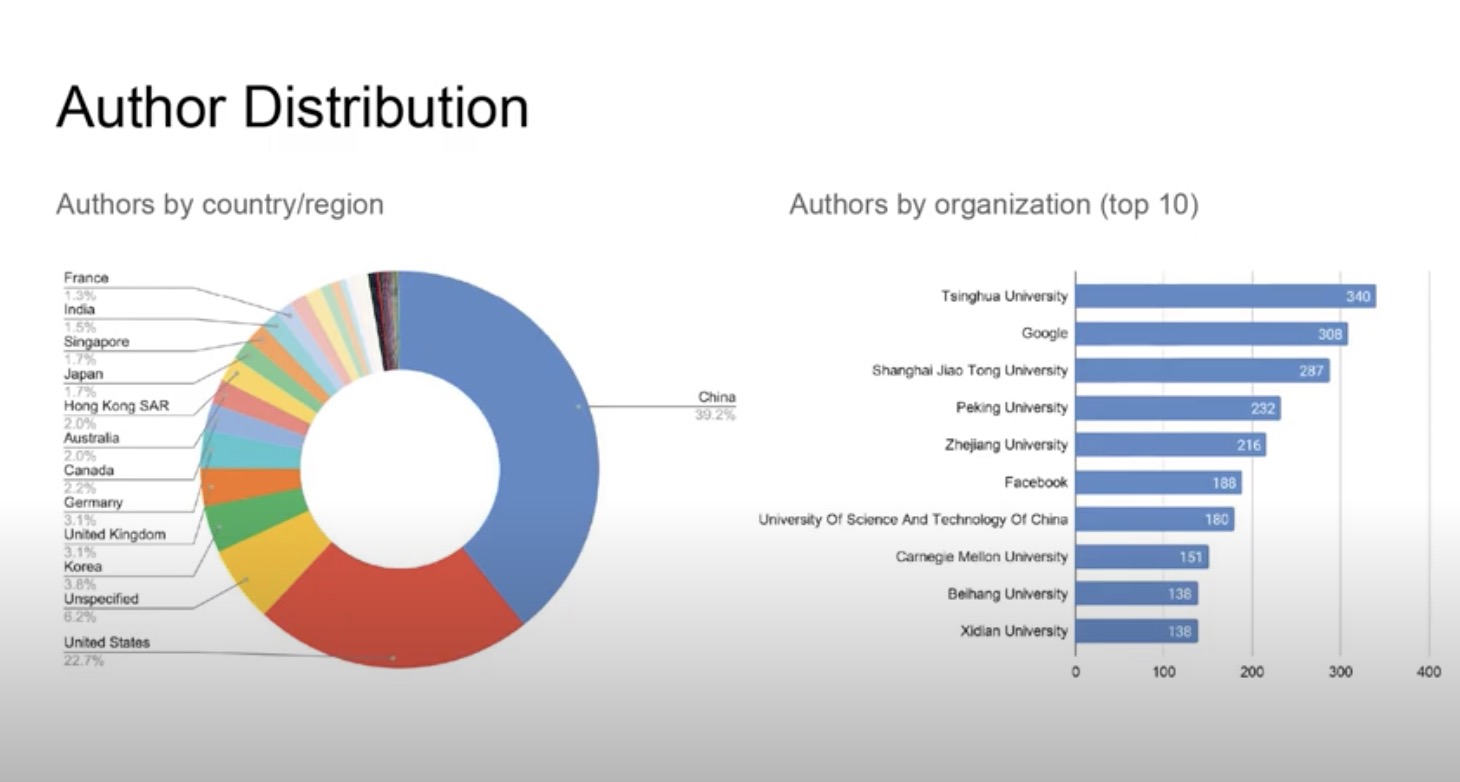 Author Distribution
Authors by country/region
France
1.3%
India
1.5%
Singapore
1.7%
Japan
1.7%
Hong Kong SAR
2.0%
Australia
2.0%
Canada
2.2%
Germany
3.1%
United Kingdom
3.1%
Korea
3.8%
Unspecified
6.2%
United States
22.7%
China
39.2%
Authors by organization (top 10)
Tsinghua University 340
Google 308
Shanghai Jiao Tong University 287
Peking University 232
Zhejiang University 216
Facebook 188
University Of Science And Technology Of China 180
Carnegie Mellon University 151
Beihang University 138
Xidian University 138
0 100 200 300 400